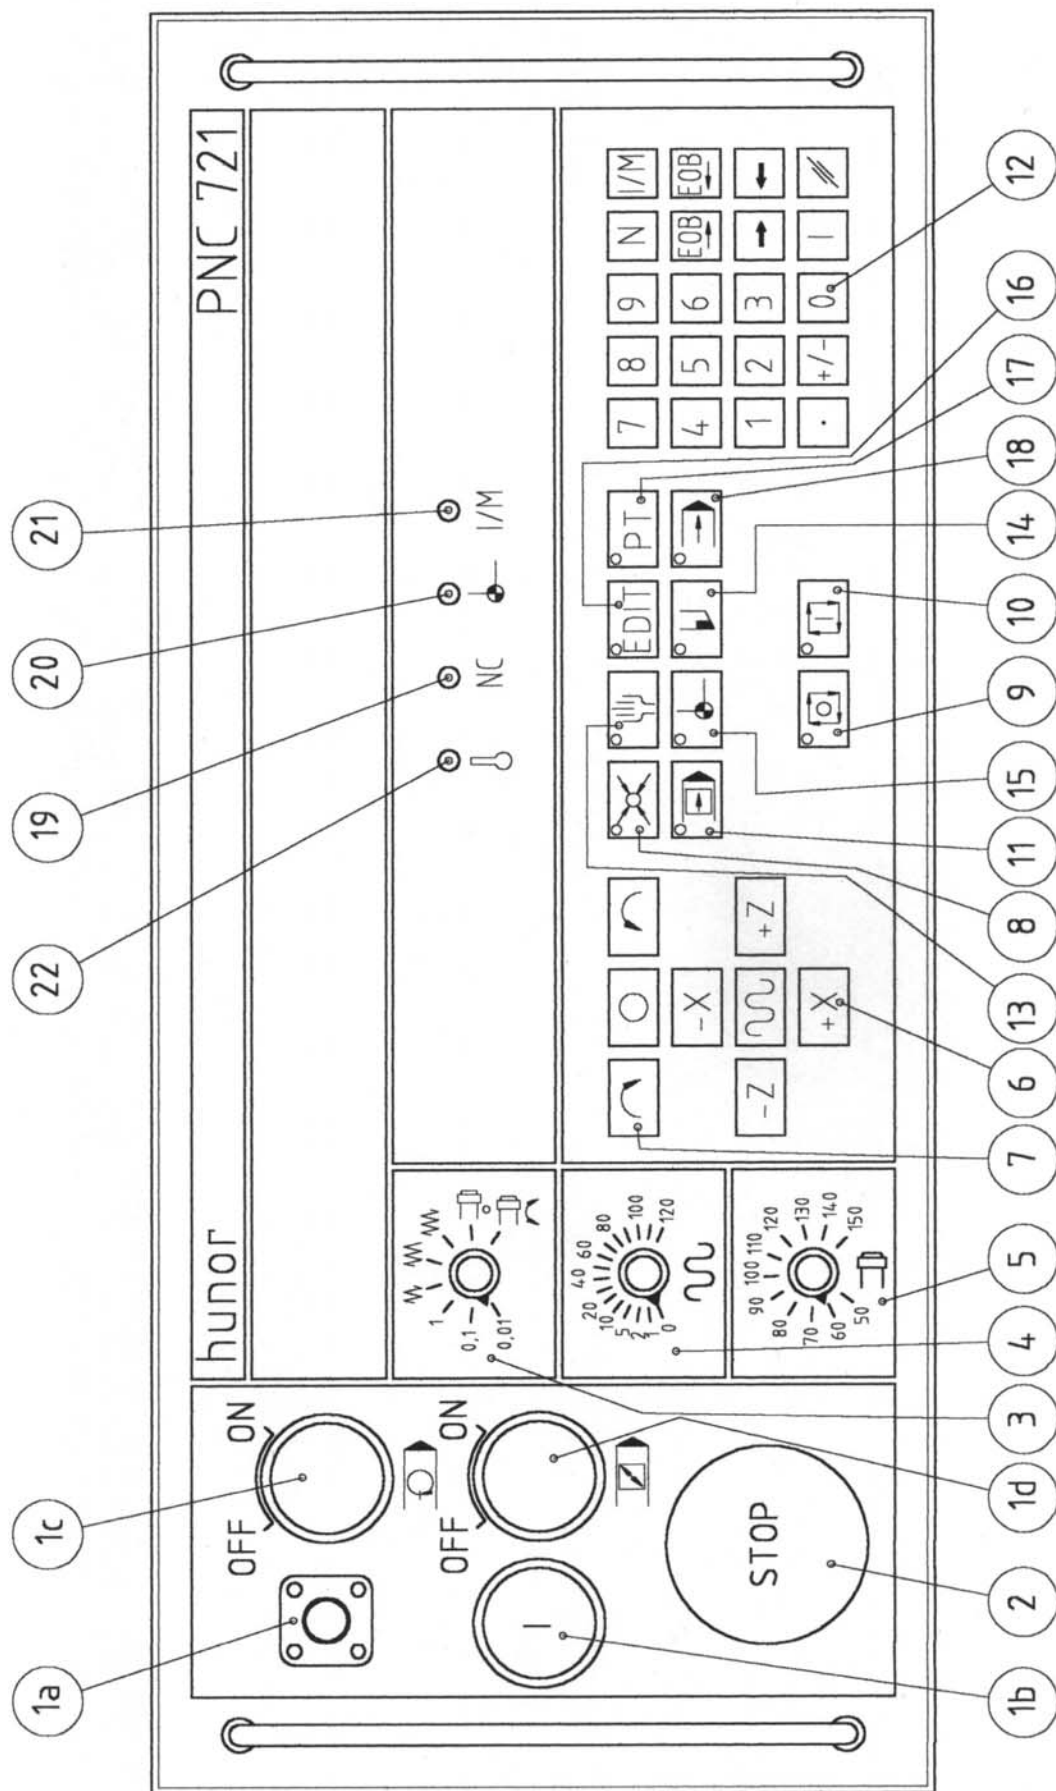 1a
1c
22
19
20
21
hunor
PNC 721
OFF
ON
1
0,1
0,01
OFF
ON
I
STOP
0
1
2
5
10
20
40
60
80
100
120
50
60
70
80
90
100
110
120
130
140
150
NC
I/M
EDIT
PT
7
8
9
N
I/M
-X
4
5
6
EOB
EOB
-Z
+Z
1
2
3
+X
I
.
+/-
0
I
1b
2
1d
3
4
5
7
6
13
8
11
15
9
10
14
18
17
16
12